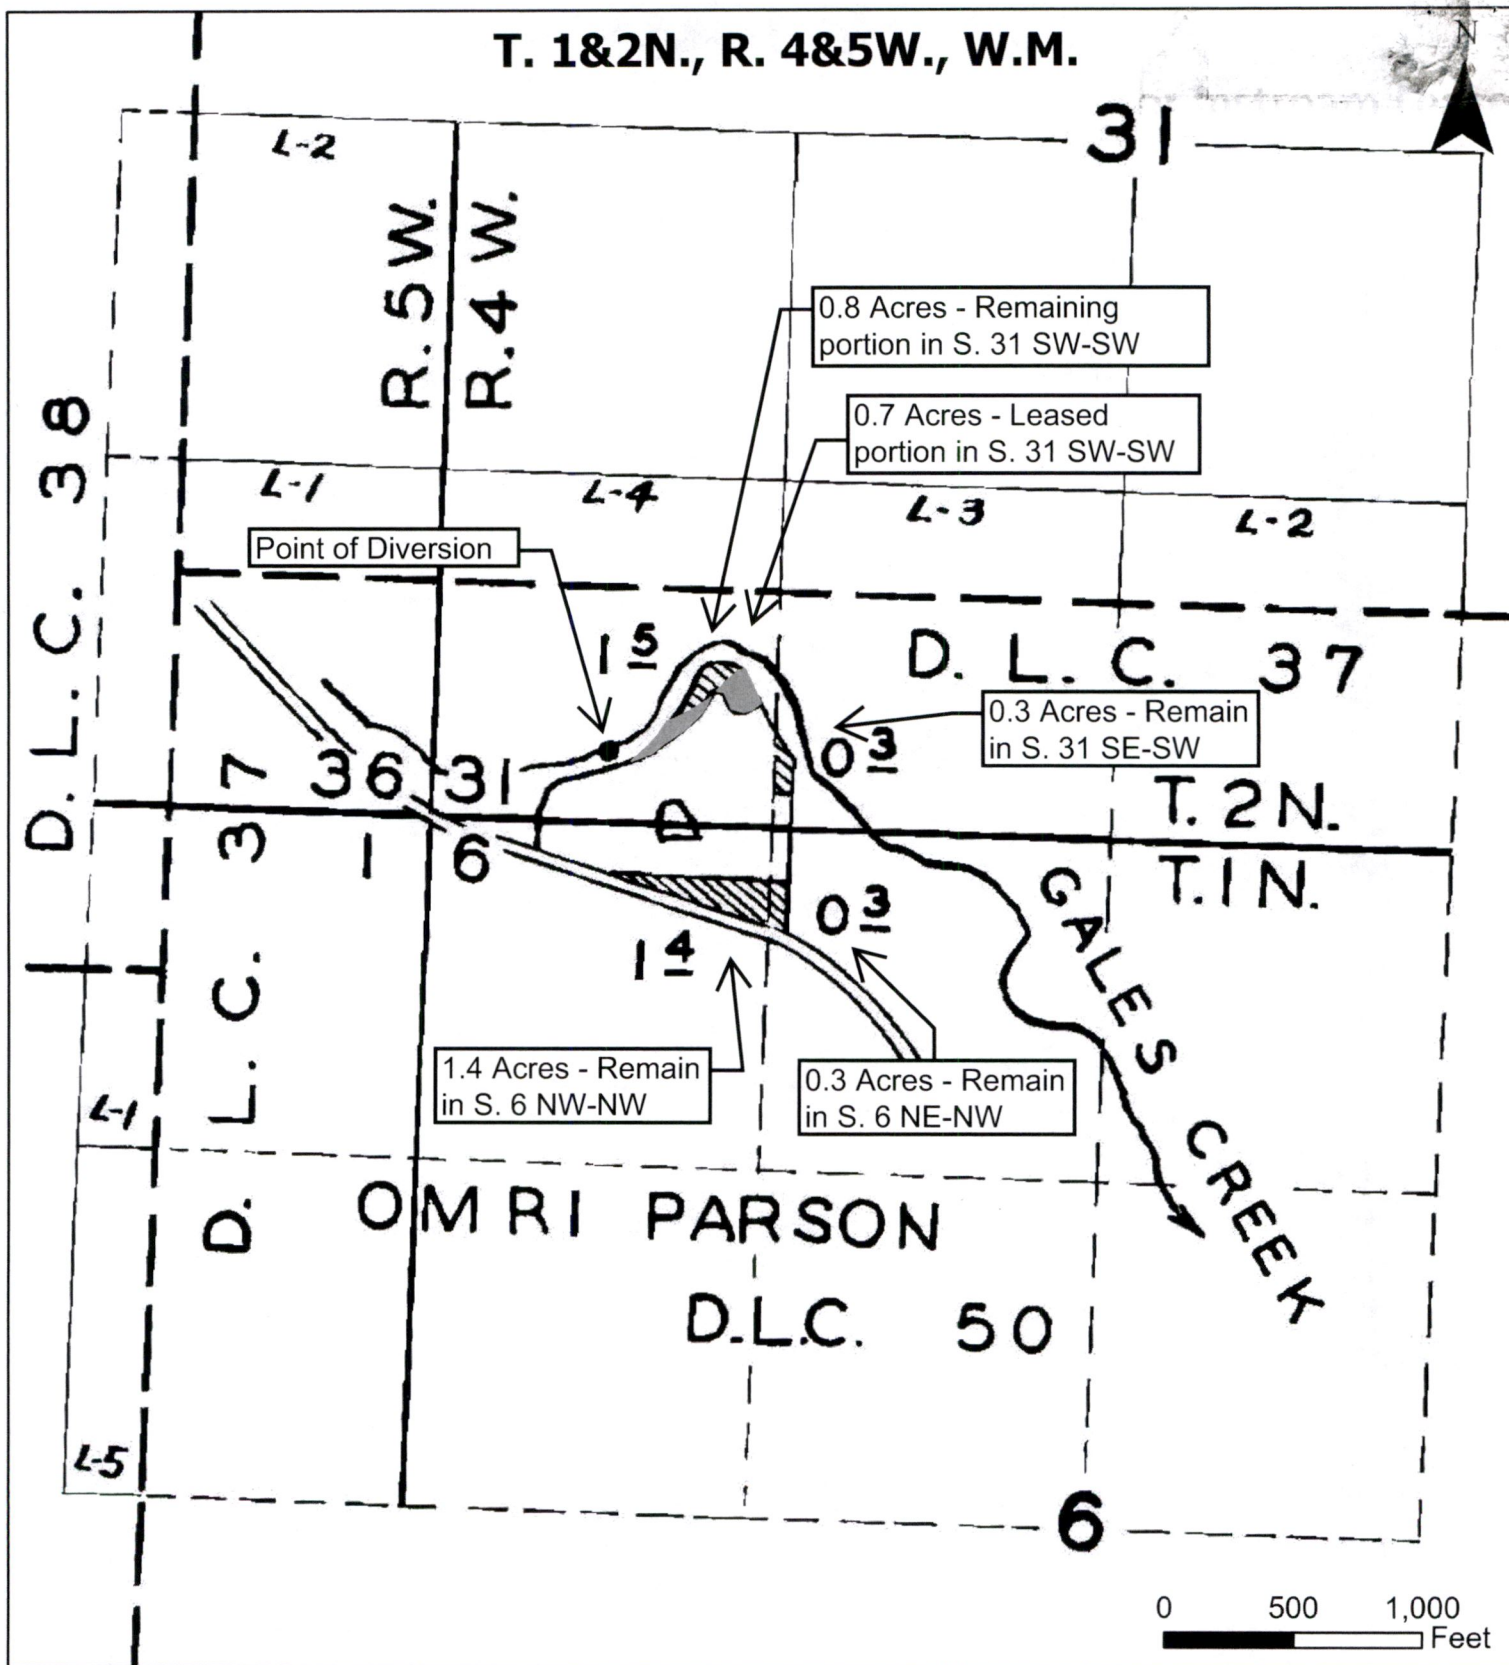 T. 1&2N., R. 4&5W., W.M.
N
31
L-2
R. 5 W.
R. 4 W.
0.8 Acres - Remaining
portion in S. 31 SW-SW
0.7 Acres - Leased
portion in S. 31 SW-SW
D. L. C. 38
L-1
L-4
L-3
L-2
Point of Diversion
1 5
D. L. C. 37
0.3 Acres - Remain
in S. 31 SE-SW
0 3
36
31
T. 2 N.
T. 1 N.
1
6
D. L. C. 37
0 3
1 4
GALES CREEK
1.4 Acres - Remain
in S. 6 NW-NW
0.3 Acres - Remain
in S. 6 NE-NW
L-1
OMRI PARSON
D.L.C. 50
L-5
6
0 500 1,000
Feet